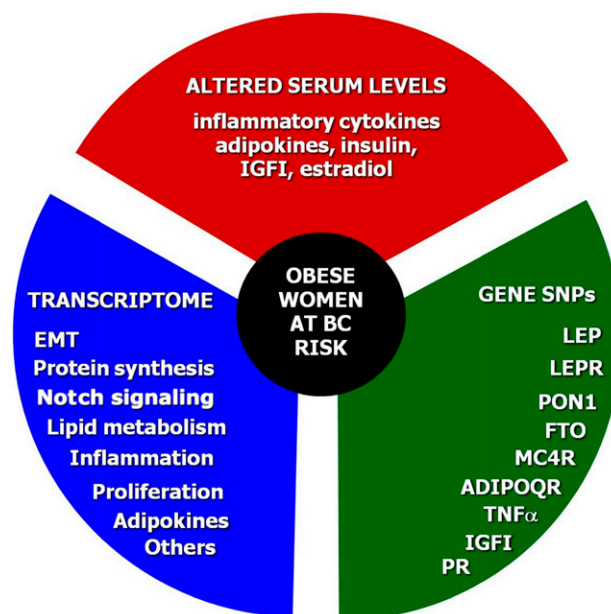 ALTERED SERUM LEVELS
inflammatory cytokines
adipokines, insulin,
IGFI, estradiol
OBESE
WOMEN
AT BC
RISK
TRANSCRIPTOME
EMT
Protein synthesis
Notch signaling
Lipid metabolism
Inflammation
Proliferation
Adipokines
Others
GENE SNPs
LEP
LEPR
PON1
FTO
MC4R
ADIPOQR
TNFα
IGFI
PR